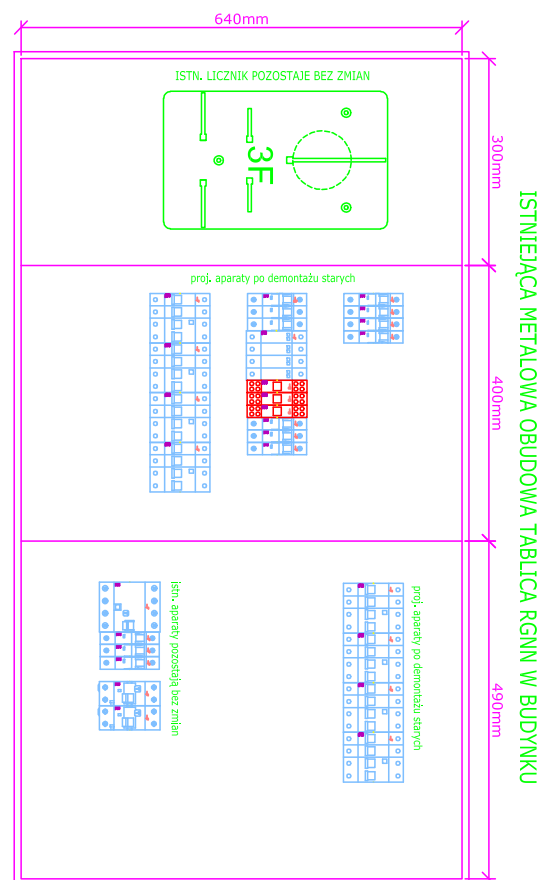 640mm
ISTN. LICZNIK POZOSTAJE BEZ ZMIAN
3F
300mm
proj. aparaty po demontażu starych
400mm
ISTNIEJĄCA METALOWA OBUDOWA TABLICA RGNN W BUDYNKU
istn. aparaty pozostają bez zmian
proj. aparaty po demontażu starych
490mm